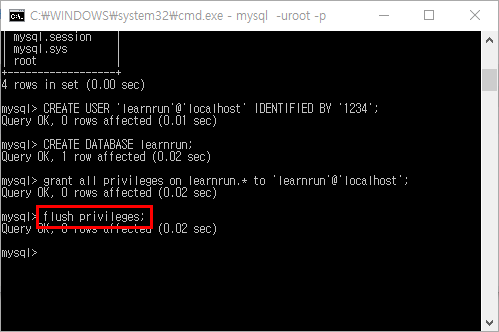 C:₩WINDOWS₩system32₩cmd.exe - mysql -uroot -p
| mysql.session
| mysql.sys
| root
+------------------+
4 rows in set (0.00 sec)
mysql> CREATE USER 'learnrun'@'localhost' IDENTIFIED BY '1234';
Query OK, 0 rows affected (0.01 sec)
mysql> CREATE DATABASE learnrun;
Query OK, 1 row affected (0.02 sec)
mysql> grant all privileges on learnrun.* to 'learnrun'@'localhost';
Query OK, 0 rows affected (0.02 sec)
mysql> flush privileges;
Query OK, 0 rows affected (0.02 sec)
mysql>